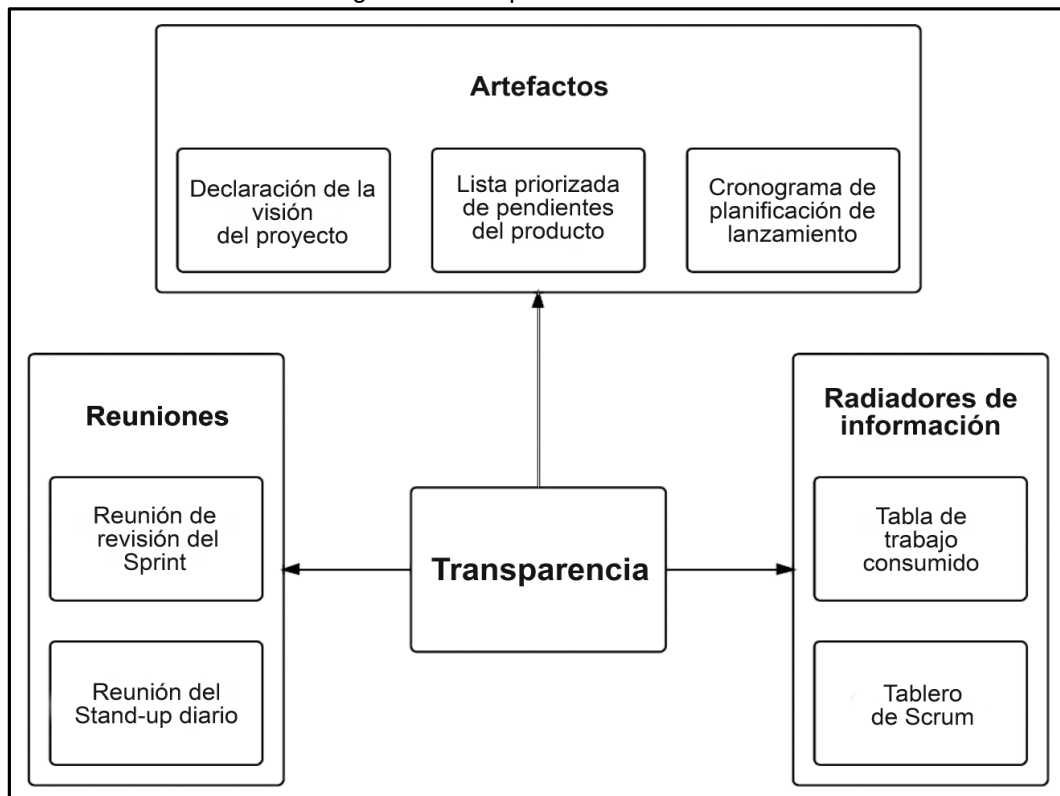 Artefactos
Declaración de la
visión
del proyecto
Lista priorizada
de pendientes
del producto
Cronograma de
planificación de
lanzamiento
Reuniones
Reunión de
revisión del
Sprint
Reunión del
Stand-up diario
Transparencia
Radiadores de
información
Tabla de
trabajo
consumido
Tablero
de Scrum